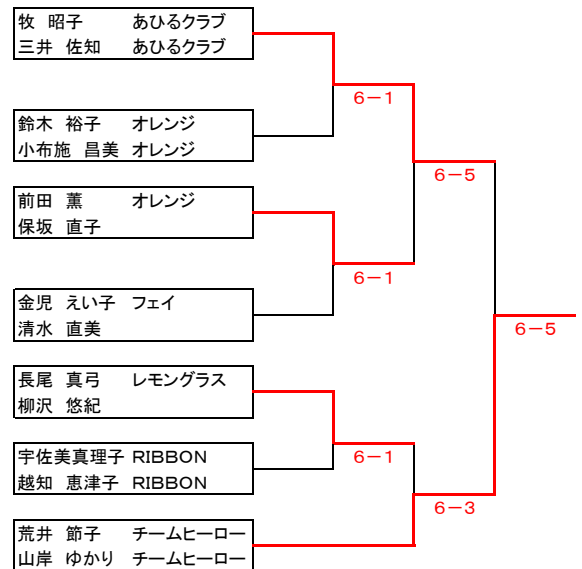 牧 昭子 あひるクラブ
三井 佐知 あひるクラブ
6-1
鈴木 裕子 オレンジ
小布施 昌美 オレンジ
6-5
前田 薫 オレンジ
保坂 直子
6-1
金児 えい子 フェイ
清水 直美
6-5
長尾 真弓 レモングラス
柳沢 悠紀
宇佐美真理子 RIBBON
6-1
越知 恵津子 RIBBON
6-3
荒井 節子 チームヒーロー
山岸 ゆかり チームヒーロー